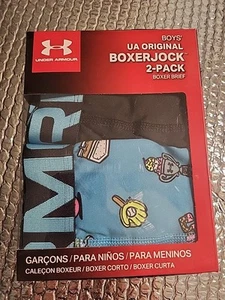 UNDER ARMOUR
BOYS'
UA ORIGINAL
BOXERJOCK
2-PACK
BOXER BRIEF
GARÇONS / PARA NIÑOS / PARA MENINOS
CALEÇON BOXEUR / BOXER CORTO / BOXER CURTA